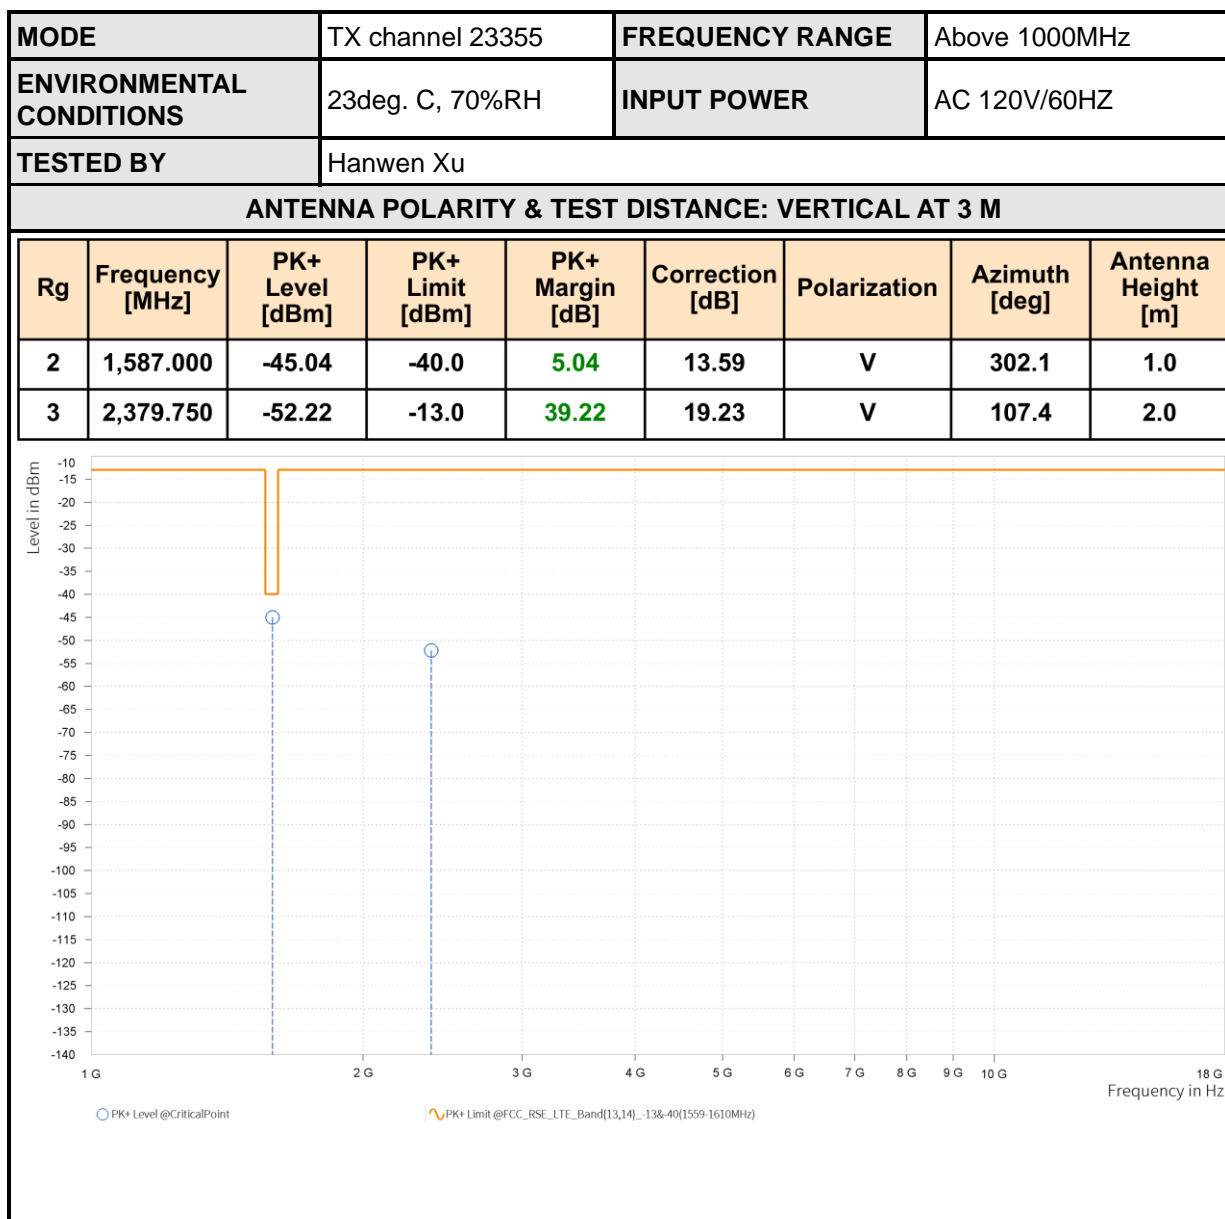 MODE TX channel 23355 FREQUENCY RANGE Above 1000MHz
ENVIRONMENTAL CONDITIONS 23deg. C, 70%RH INPUT POWER AC 120V/60HZ
TESTED BY Hanwen Xu
ANTENNA POLARITY & TEST DISTANCE: VERTICAL AT 3 M
Rg Frequency [MHz] PK+ Level [dBm] PK+ Limit [dBm] PK+ Margin [dB] Correction [dB] Polarization Azimuth [deg] Antenna Height [m]
2 1,587.000 -45.04 -40.0 5.04 13.59 V 302.1 1.0
3 2,379.750 -52.22 -13.0 39.22 19.23 V 107.4 2.0
Level in dBm
-10
-15
-20
-25
-30
-35
-40
-45
-50
-55
-60
-65
-70
-75
-80
-85
-90
-95
-100
-105
-110
-115
-120
-125
-130
-135
-140
1 G 2 G 3 G 4 G 5 G 6 G 7 G 8 G 9 G 10 G 18 G
Frequency in Hz
PK+ Level @CriticalPoint PK+ Limit @FCC_RSE_LTE_Band{13,14}_-13&-40(1559-1610MHz)